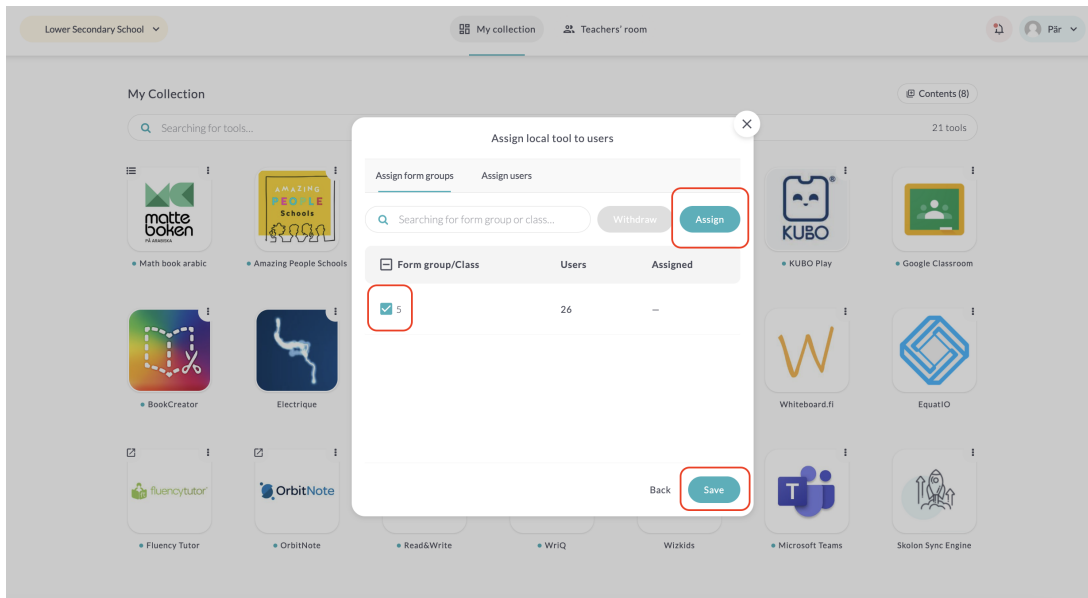 Lower Secondary School
My collection
Teachers' room
Pär
My Collection
Contents (8)
Searching for tools...
21 tools
Assign local tool to users
Assign form groups
Assign users
Searching for form group or class...
Withdraw
Assign
Form group/Class
Users
Assigned
5
26
–
Back
Save
matte
boken
PÅ ARABISKA
Math book arabic
AMAZING
PEOPLE
Schools
Amazing People Schools
KUBO
KUBO Play
Google Classroom
BookCreator
Electrique
Whiteboard.fi
EquatIO
fluencytutor
Fluency Tutor
OrbitNote
OrbitNote
Read&Write
WriQ
Wizkids
T
Microsoft Teams
Skolon Sync Engine